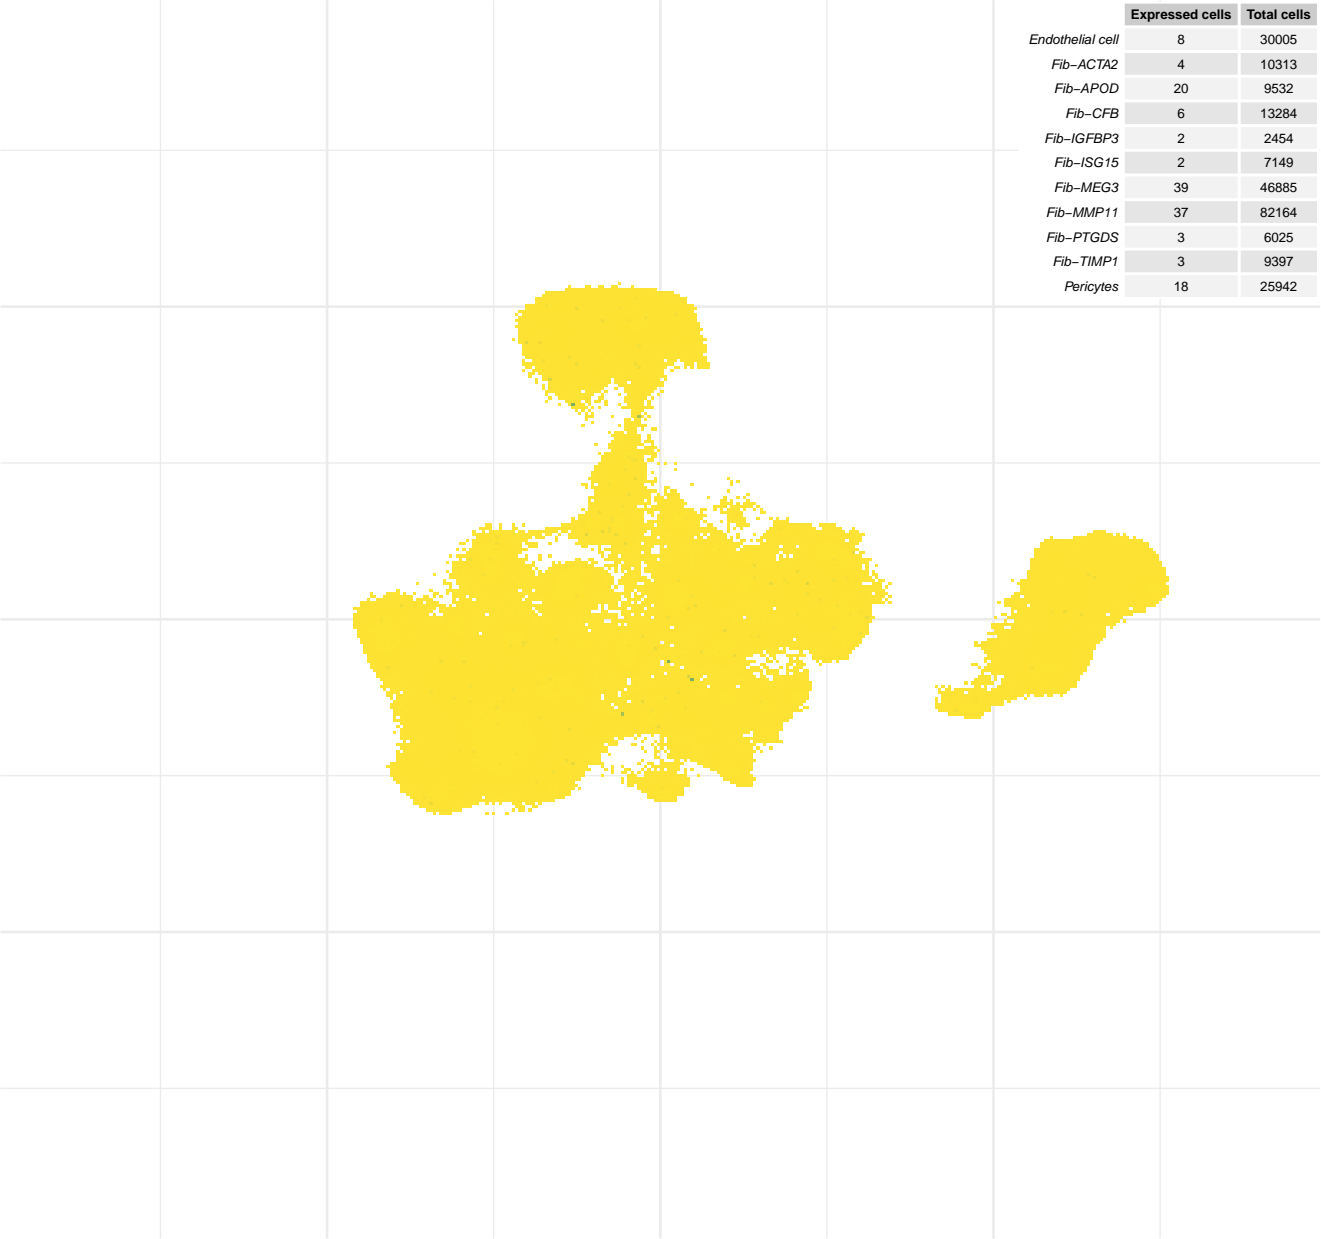 Expressed cells Total cells
Endothelial cell 8 30005
Fib−ACTA2 4 10313
Fib−APOD 20 9532
Fib−CFB 6 13284
Fib−IGFBP3 2 2454
Fib−ISG15 2 7149
Fib−MEG3 39 46885
Fib−MMP11 37 82164
Fib−PTGDS 3 6025
Fib−TIMP1 3 9397
Pericytes 18 25942